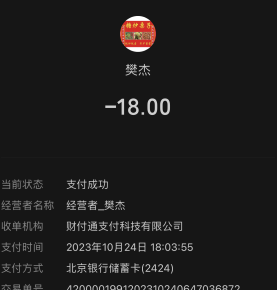 樊杰
-18.00
当前状态 支付成功
经营者名称 经营者_樊杰
收单机构 财付通支付科技有限公司
支付时间 2023年10月24日 18:03:55
支付方式 北京银行储蓄卡(2424)
交易单号